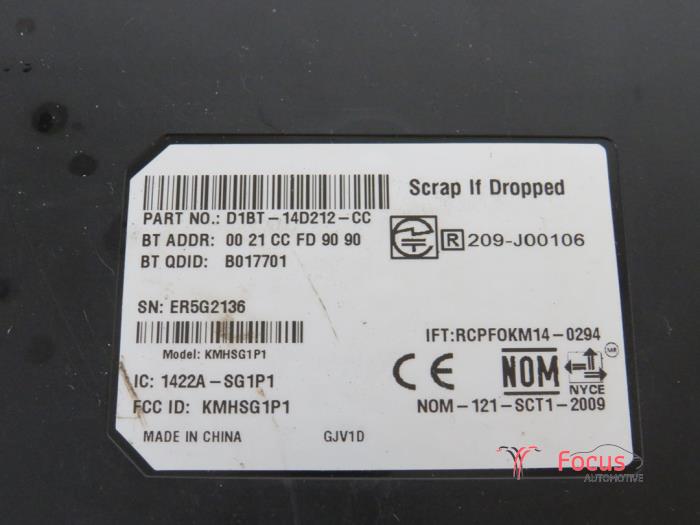 Scrap If Dropped
PART NO.: D1BT-14D212-CC
BT ADDR: 00 21 CC FD 90 90
BT QDID: B017701
R 209-J00106
SN: ER5G2136
Model: KMHSG1P1
IC: 1422A-SG1P1
FCC ID: KMHSG1P1
MADE IN CHINA
GJV1D
IFT:RCPFOKM14-0294
CE
NOM
NYCE
NOM-121-SCT1-2009
Focus
AUTOMOTIVE